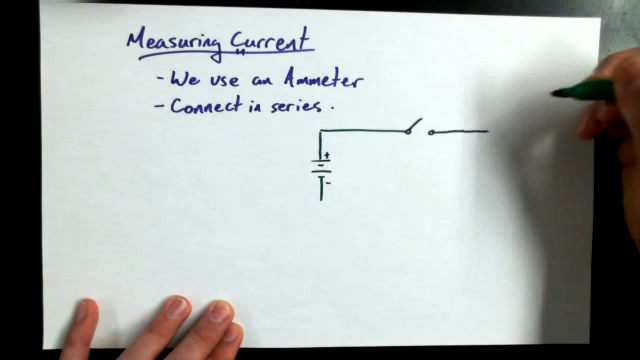 Measuring Current
- We use an Ammeter
- Connect in series.
+
-